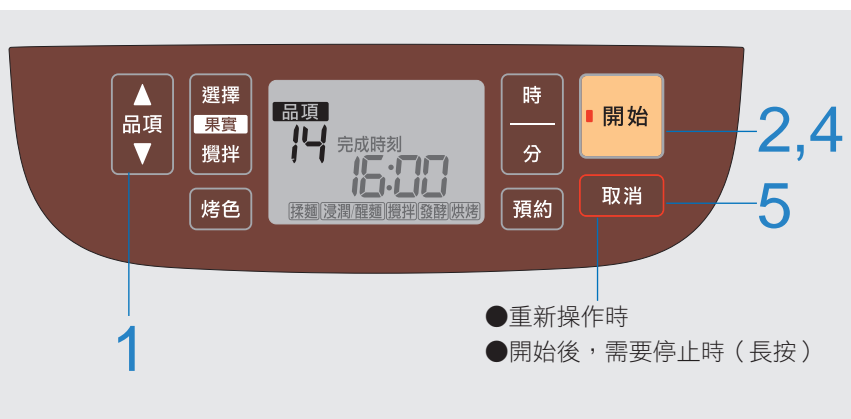 品項
選擇
果實
攪拌
烤色
品項
14
完成時刻
16:00
揉麵 浸潤/醒麵 攪拌 發酵 烘烤
時
分
預約
開始
取消
1
2,4
5
●重新操作時
●開始後，需要停止時（長按）